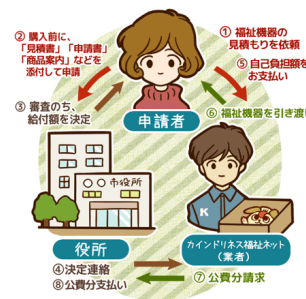 ① 福祉機器の
見積もりを依頼
② 購入前に、
「見積書」「申請書」
「商品案内」などを
添付して申請
⑤ 自己負担額を
お支払い
③ 審査のち、
給付額を決定
申請者
⑥ 福祉機器を引き渡
○○市役所
K
役所
カインドリネス福祉ネット
(業者)
④決定連絡
⑧公費分支払い
⑦ 公費分請求